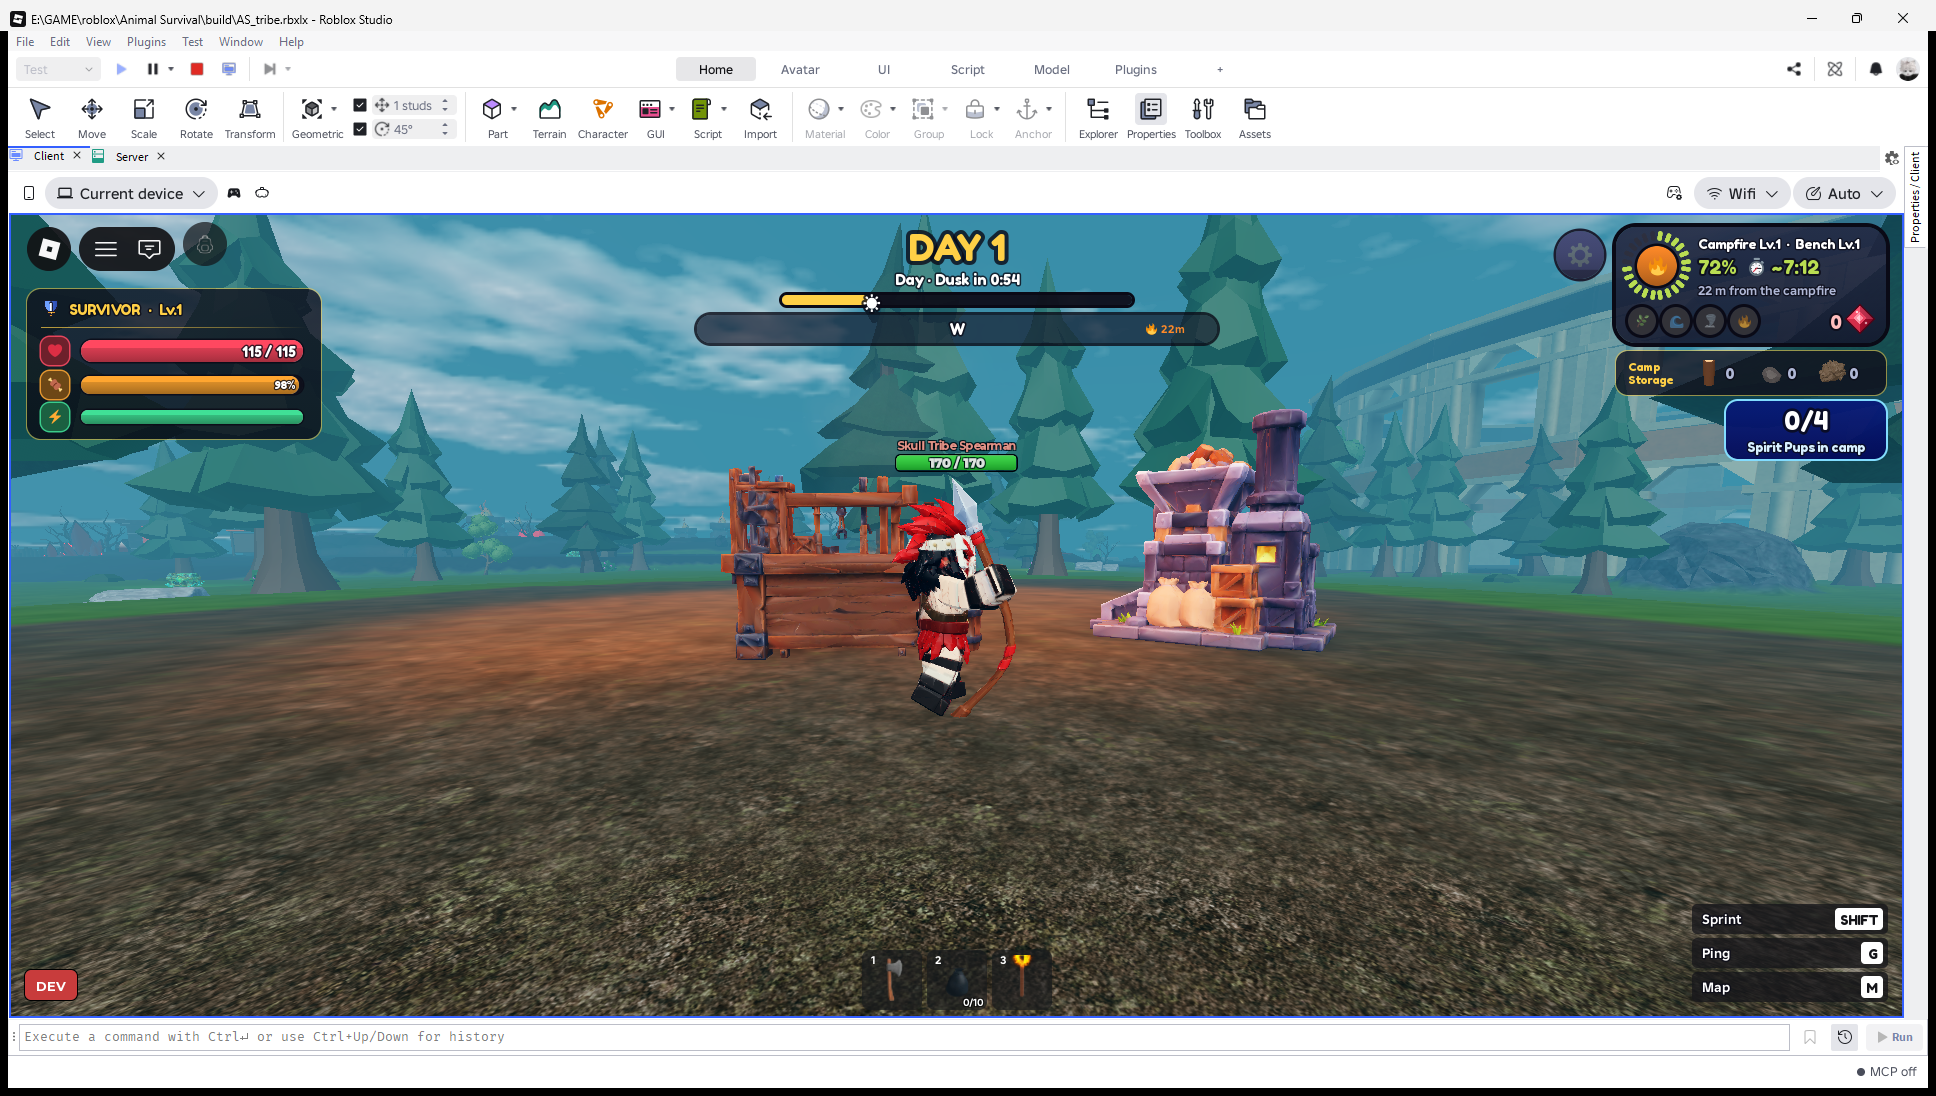 E:\GAME\roblox\Animal Survival\build\AS_tribe.rbxlx - Roblox Studio
File Edit View Plugins Test Window Help
Test
Home Avatar UI Script Model Plugins +
1 studs
45°
Select Move Scale Rotate Transform Geometric Part Terrain Character GUI Script Import Material Color Group Lock Anchor Explorer Properties Toolbox Assets
Client Server
Properties / Client
Current device
Wifi Auto
DAY 1
Day · Dusk in 0:54
W
22m
SURVIVOR · Lv.1
115 / 115
98%
Campfire Lv.1 · Bench Lv.1
72% ~7:12
22 m from the campfire
0
Camp
Storage
0 0 0
0/4
Spirit Pups in camp
Skull Tribe Spearman
170 / 170
Sprint SHIFT
Ping G
Map M
DEV
1 2 3
0/10
Execute a command with Ctrl↵ or use Ctrl+Up/Down for history
Run
MCP off